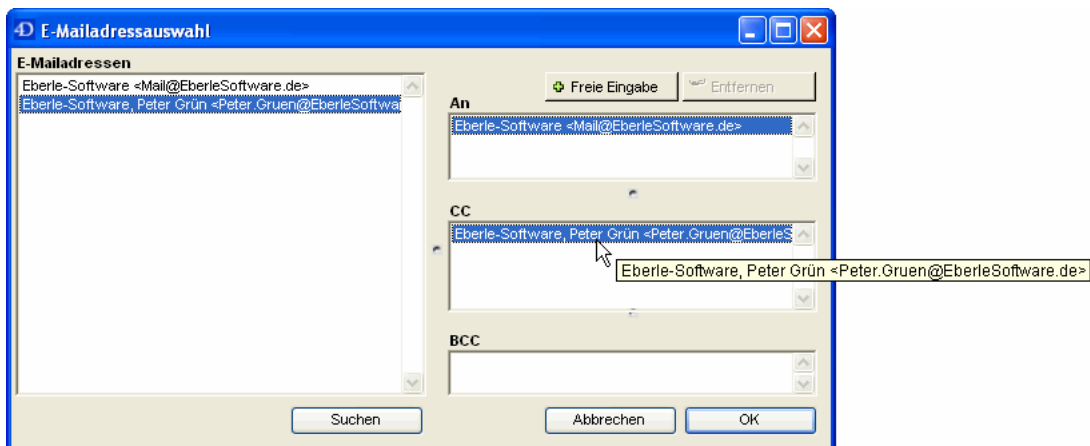 4D E-Mailadressauswahl
E-Mailadressen
Eberle-Software <Mail@EberleSoftware.de>
Eberle-Software, Peter Grün <Peter.Gruen@EberleSoftwa
Freie Eingabe
Entfernen
An
Eberle-Software <Mail@EberleSoftware.de>
CC
Eberle-Software, Peter Grün <Peter.Gruen@EberleS
Eberle-Software, Peter Grün <Peter.Gruen@EberleSoftware.de>
BCC
Suchen
Abbrechen
OK